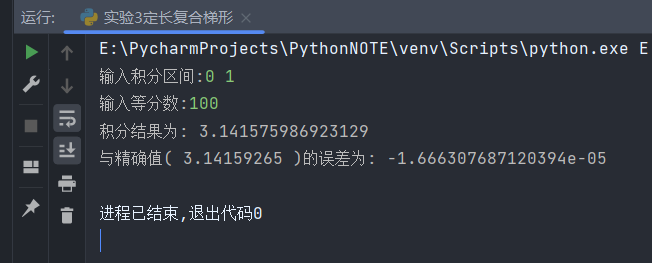 运行: 实验3定长复合梯形
E:\PycharmProjects\PythonNOTE\venv\Scripts\python.exe E
输入积分区间:0 1
输入等分数:100
积分结果为: 3.141575986923129
与精确值( 3.14159265 )的误差为: -1.666307687120394e-05
进程已结束,退出代码0